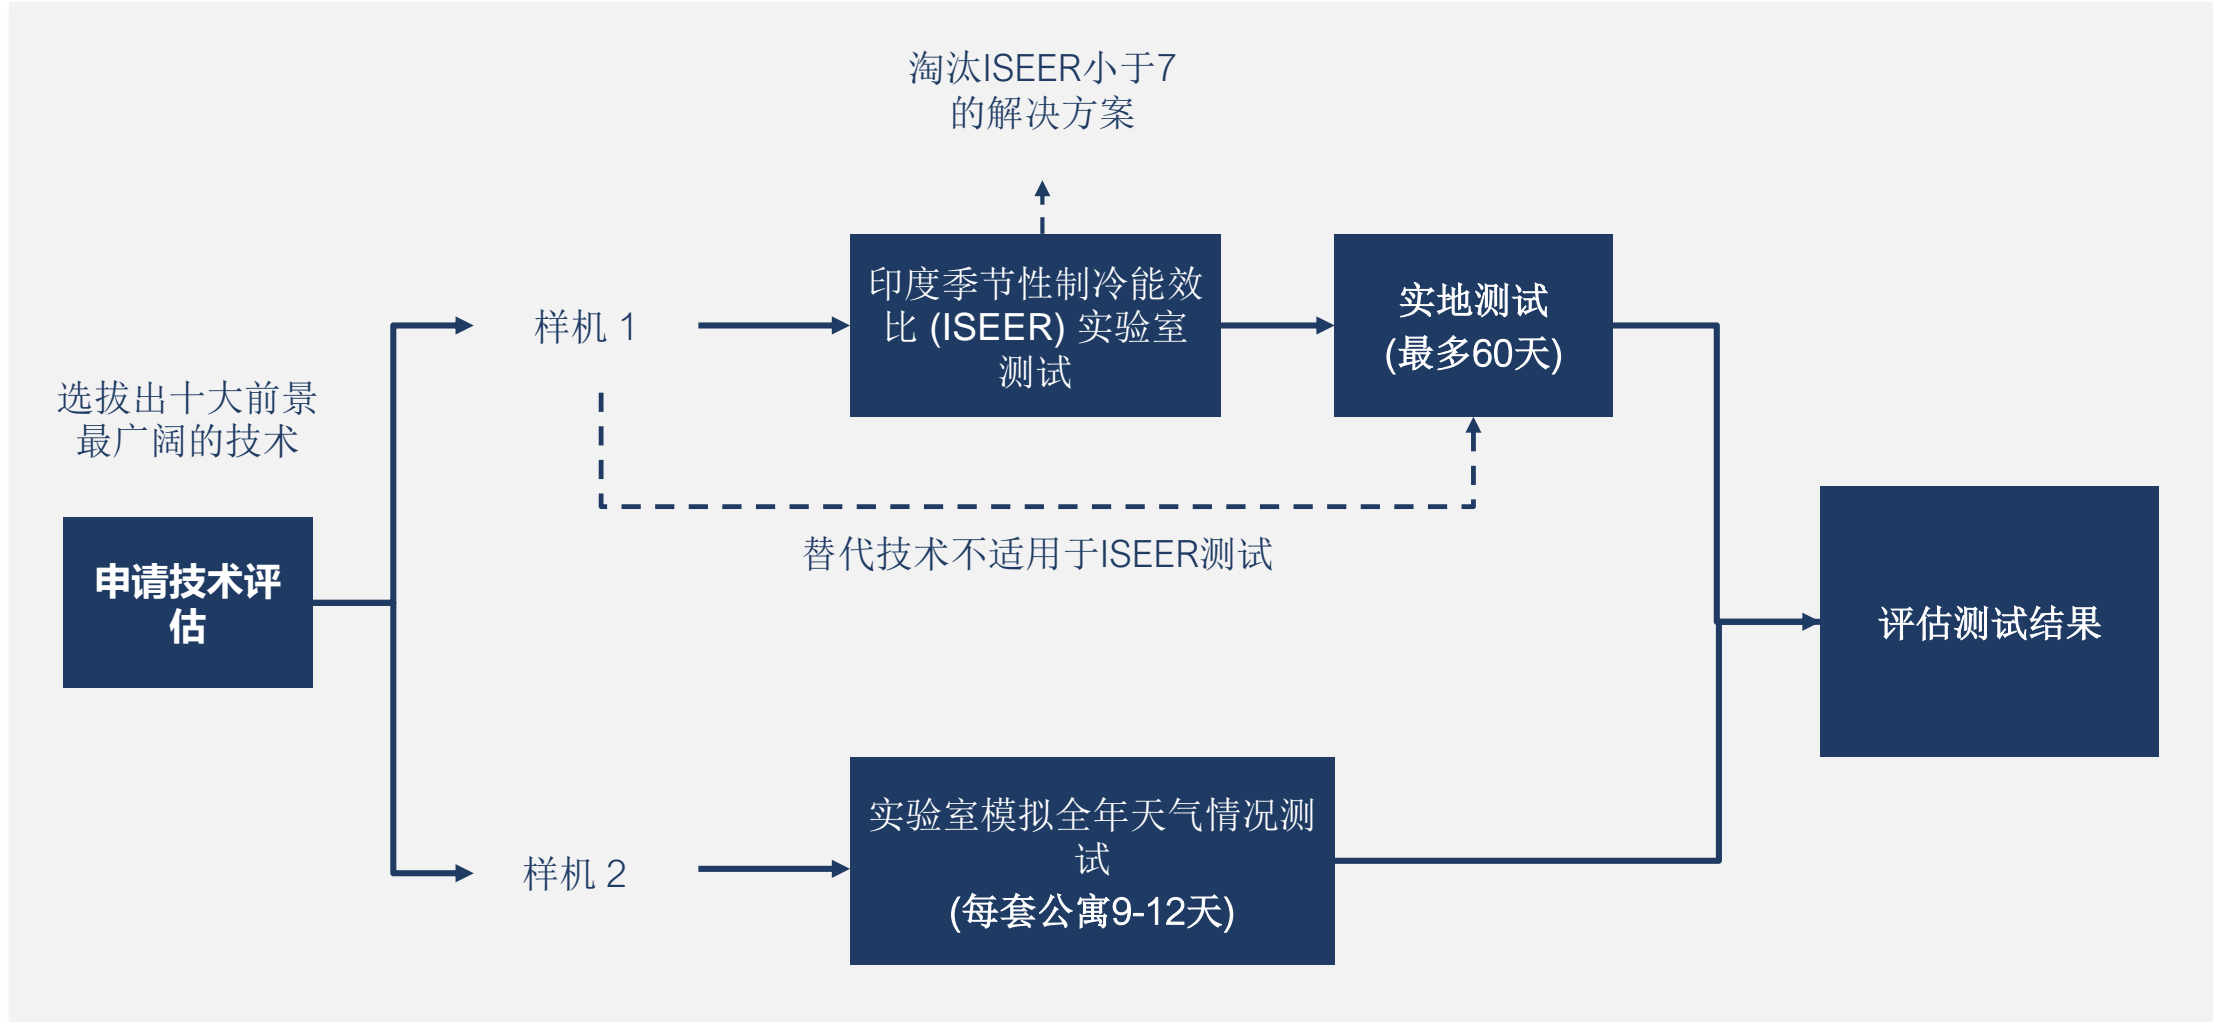 淘汰ISEER小于7
的解决方案
印度季节性制冷能效
比 (ISEER) 实验室
测试
实地测试
(最多60天)
样机 1
选拔出十大前景
最广阔的技术
替代技术不适用于ISEER测试
申请技术评
估
评估测试结果
实验室模拟全年天气情况测
试
(每套公寓9-12天)
样机 2